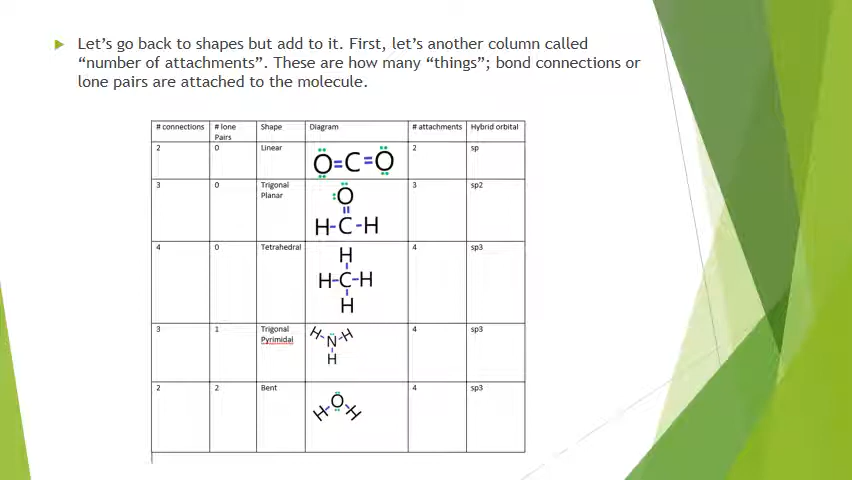 Let's go back to shapes but add to it. First, let's another column called
"number of attachments". These are how many "things"; bond connections or
lone pairs are attached to the molecule.
# connections # lone Pairs Shape Diagram # attachments Hybrid orbital
2 0 Linear O=C=O 2 sp
3 0 Trigonal Planar 3 sp2
O
H-C-H
4 0 Tetrahedral 4 sp3
H
H-C-H
H
3 1 Trigonal Pyrimidal 4 sp3
H N H
H
2 2 Bent 4 sp3
O
H H